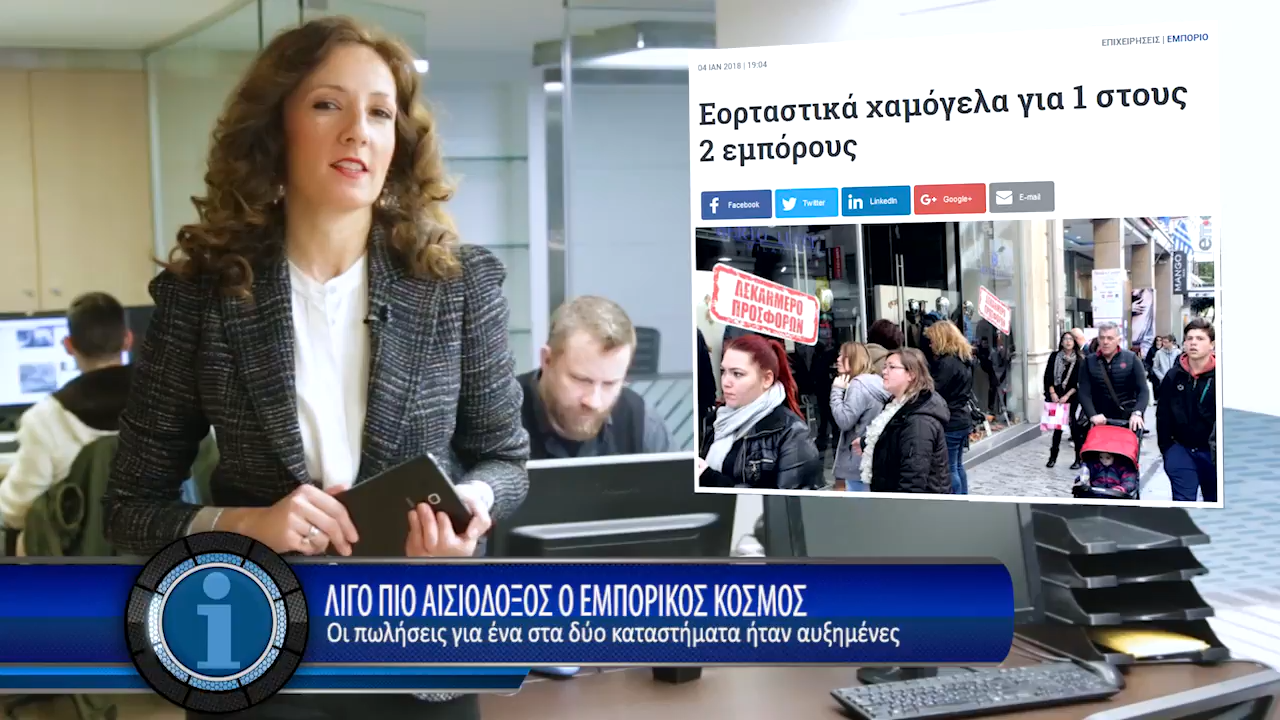 ΕΠΙΧΕΙΡΗΣΕΙΣ | ΕΜΠΟΡΙΟ
04 ΙΑΝ 2018 | 19:04
Εορταστικά χαμόγελα για 1 στους
2 εμπόρους
Facebook
Twitter
LinkedIn
Google+
E-mail
ΔΕΚΑΗΜΕΡΟ
ΠΡΟΣΦΟΡΩΝ
MANGO
ΛΙΓΟ ΠΙΟ ΑΙΣΙΟΔΟΞΟΣ Ο ΕΜΠΟΡΙΚΟΣ ΚΟΣΜΟΣ
Οι πωλήσεις για ένα στα δύο καταστήματα ήταν αυξημένες